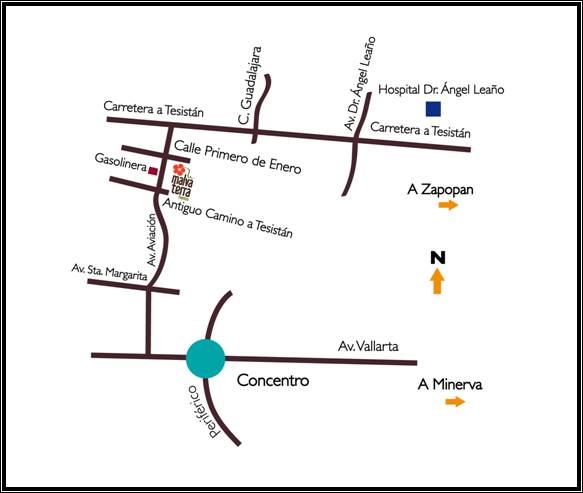 C. Guadalajara
Av. Dr. Ángel Leaño
Hospital Dr. Ángel Leaño
Carretera a Tesistán
Carretera a Tesistán
Calle Primero de Enero
Gasolinera
malva
terra
A Zapopan
Antiguo Camino a Tesistán
Av. Aviación
N
Av. Sta. Margarita
Av. Vallarta
Concentro
A Minerva
Periférico